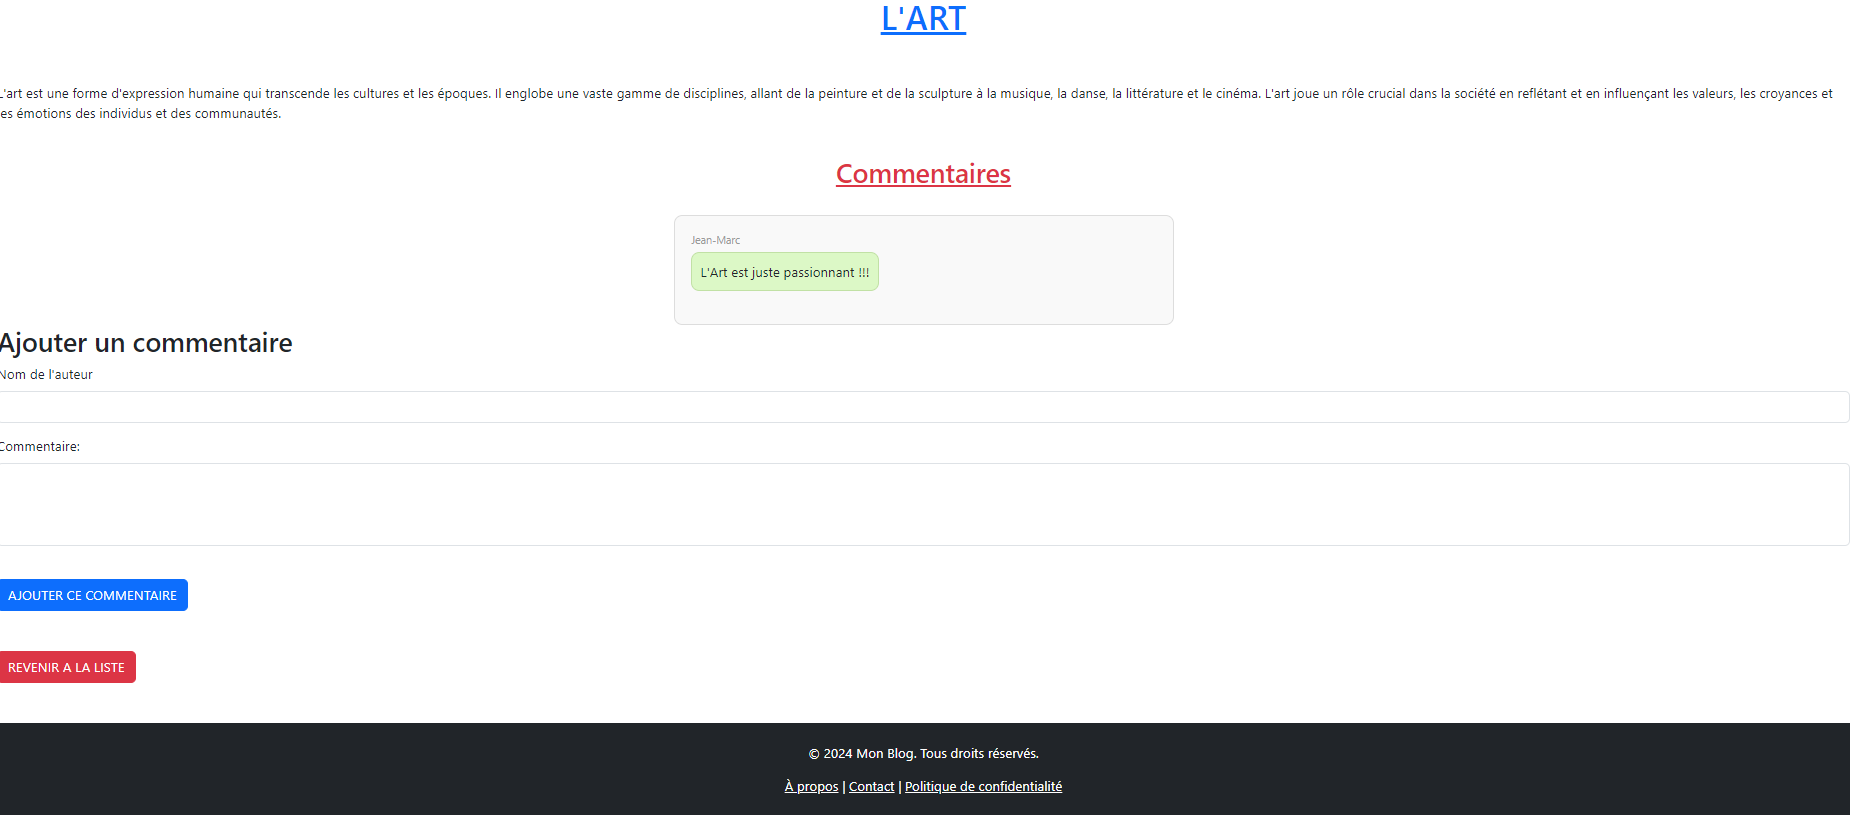 L'ART
L'art est une forme d'expression humaine qui transcende les cultures et les époques. Il englobe une vaste gamme de disciplines, allant de la peinture et de la sculpture à la musique, la danse, la littérature et le cinéma. L'art joue un rôle crucial dans la société en reflétant et en influençant les valeurs, les croyances et
les émotions des individus et des communautés.
Commentaires
Jean-Marc
L'Art est juste passionnant !!!
Ajouter un commentaire
Nom de l'auteur
Commentaire:
AJOUTER CE COMMENTAIRE
REVENIR A LA LISTE
© 2024 Mon Blog. Tous droits réservés.
À propos | Contact | Politique de confidentialité